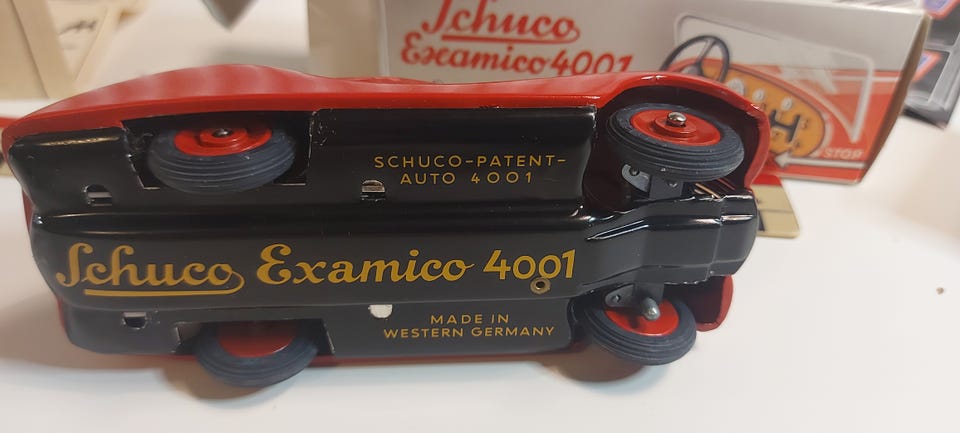 Schuco
Examico 4001
H
STOP
SCHUCO-PATENT-
AUTO 4001
Schuco Examico 4001
MADE IN
WESTERN GERMANY